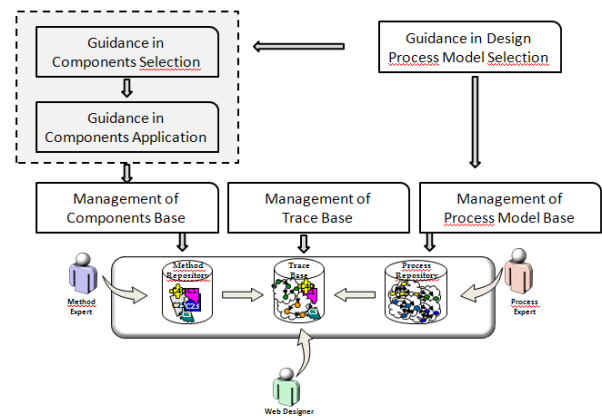 Guidance in
Components Selection
Guidance in Design
Process Model Selection
Guidance in
Components Application
Management of
Components Base
Management of
Trace Base
Management of
Process Model Base
Method
Repository
Trace
Base
Process
Repository
Method
Expert
Process
Expert
Web Designer